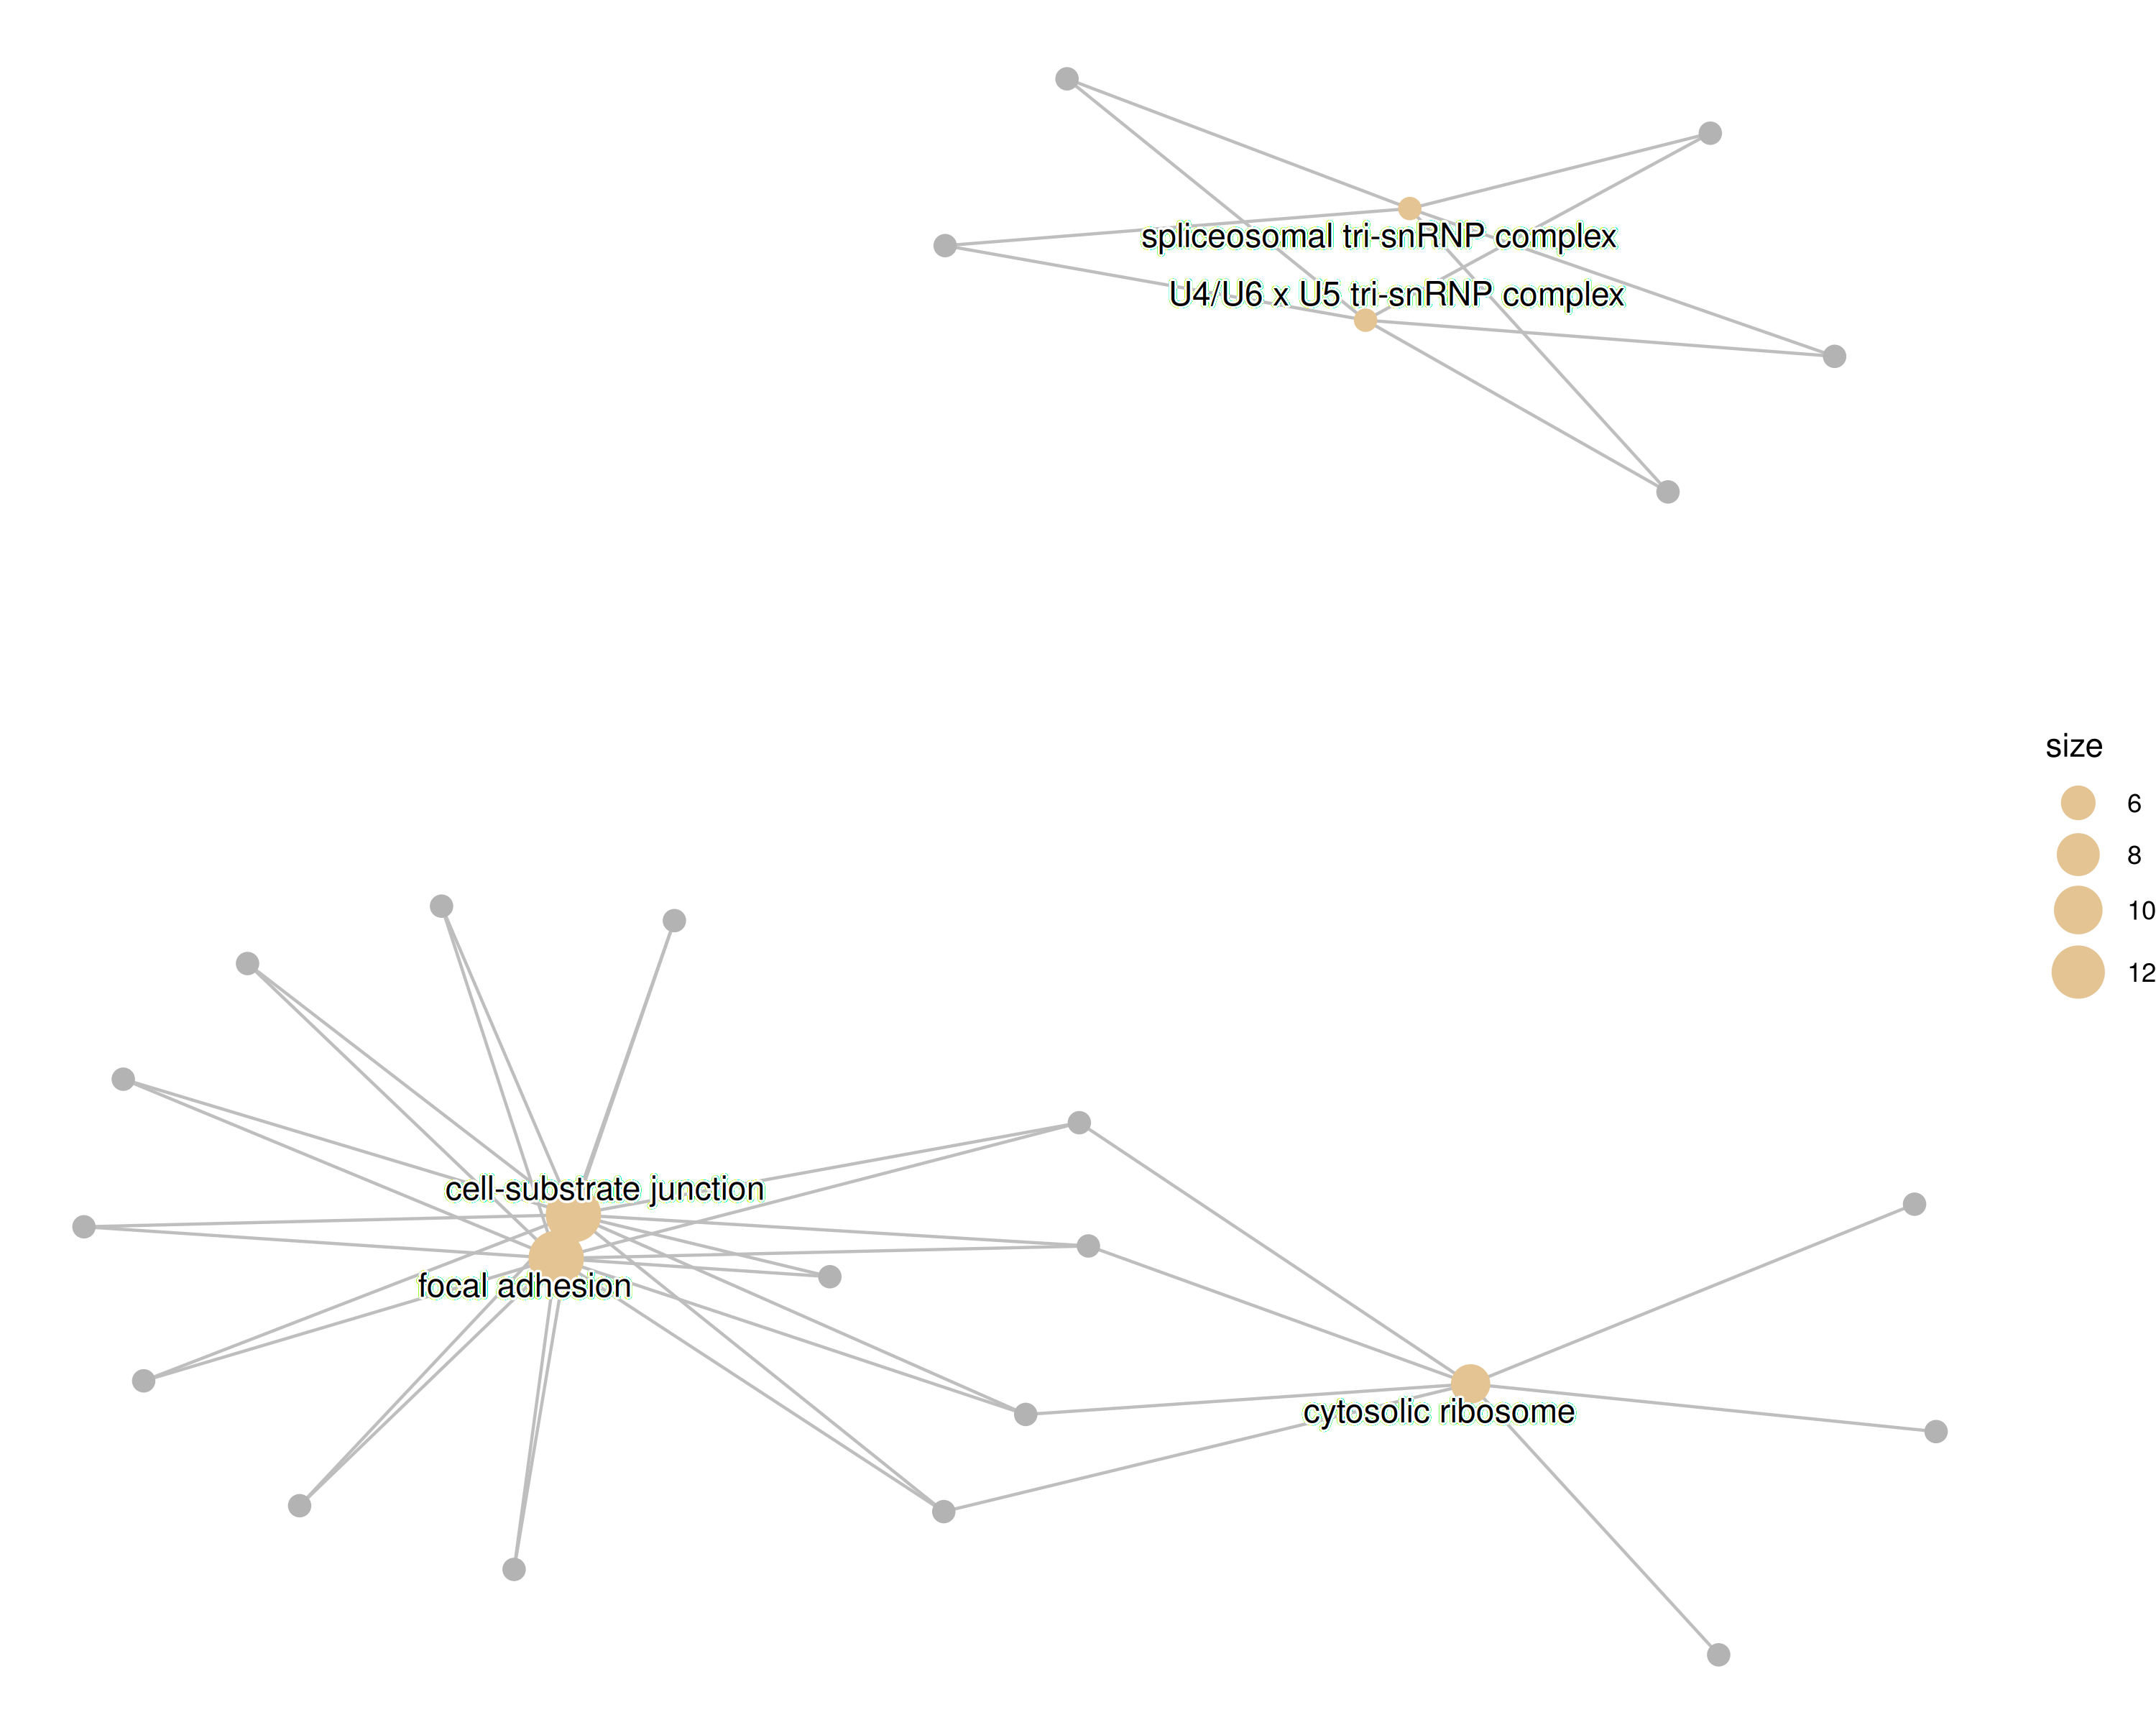 spliceosomal tri-snRNP complex
U4/U6 x U5 tri-snRNP complex
size
6
8
10
12
cell-substrate junction
focal adhesion
cytosolic ribosome